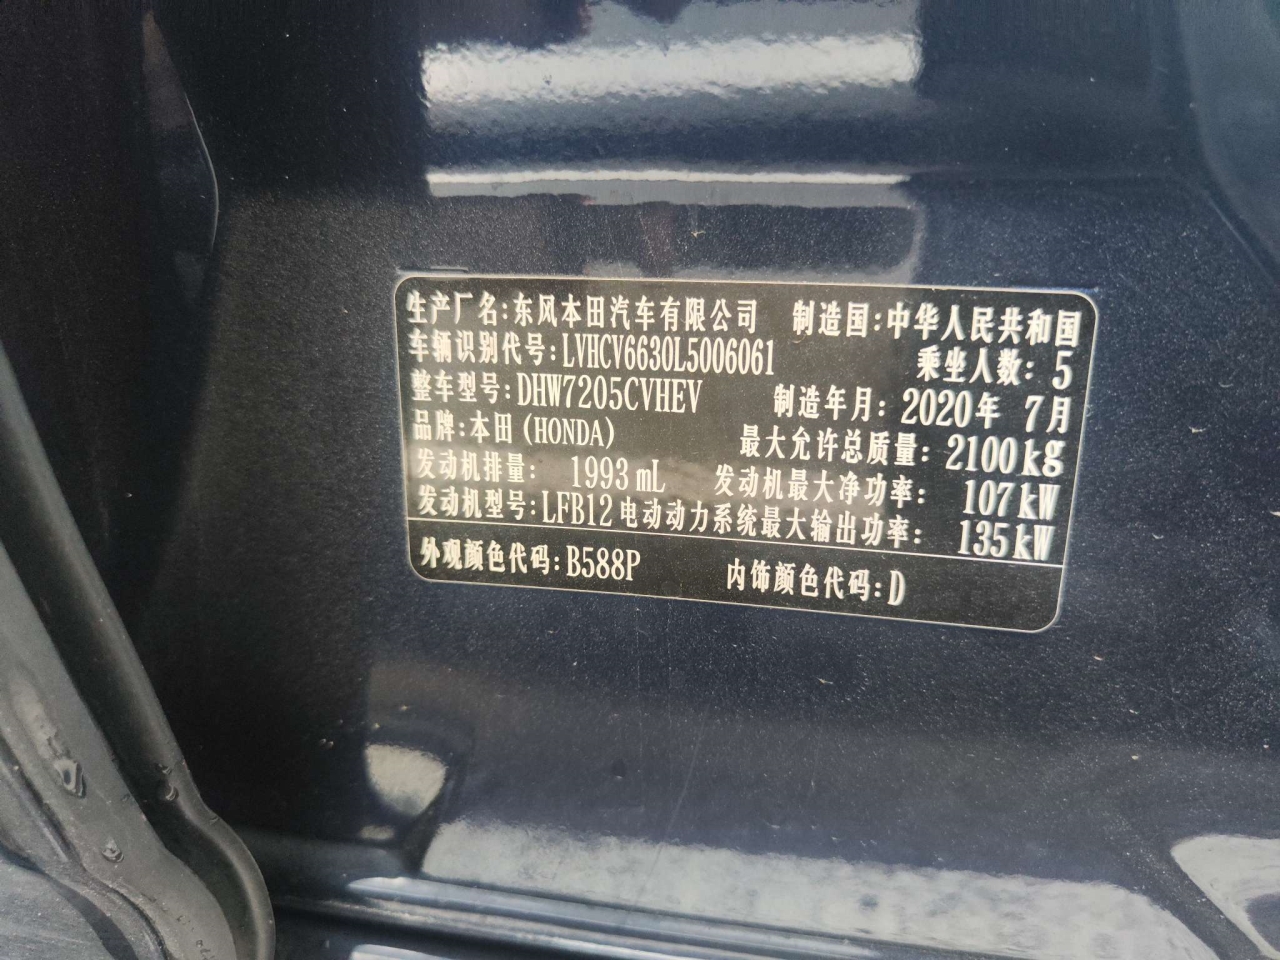 生产厂名:东风本田汽车有限公司 制造国:中华人民共和国
车辆识别代号:LVHCV6630L5006061 乘坐人数:5
整车型号:DHW7205CVHEV 制造年月:2020年 7月
品牌:本田(HONDA) 最大允许总质量:2100kg
发动机排量: 1993mL 发动机最大净功率: 107kW
发动机型号:LFB12 电动动力系统最大输出功率: 135kW
外观颜色代码:B588P 内饰颜色代码:D